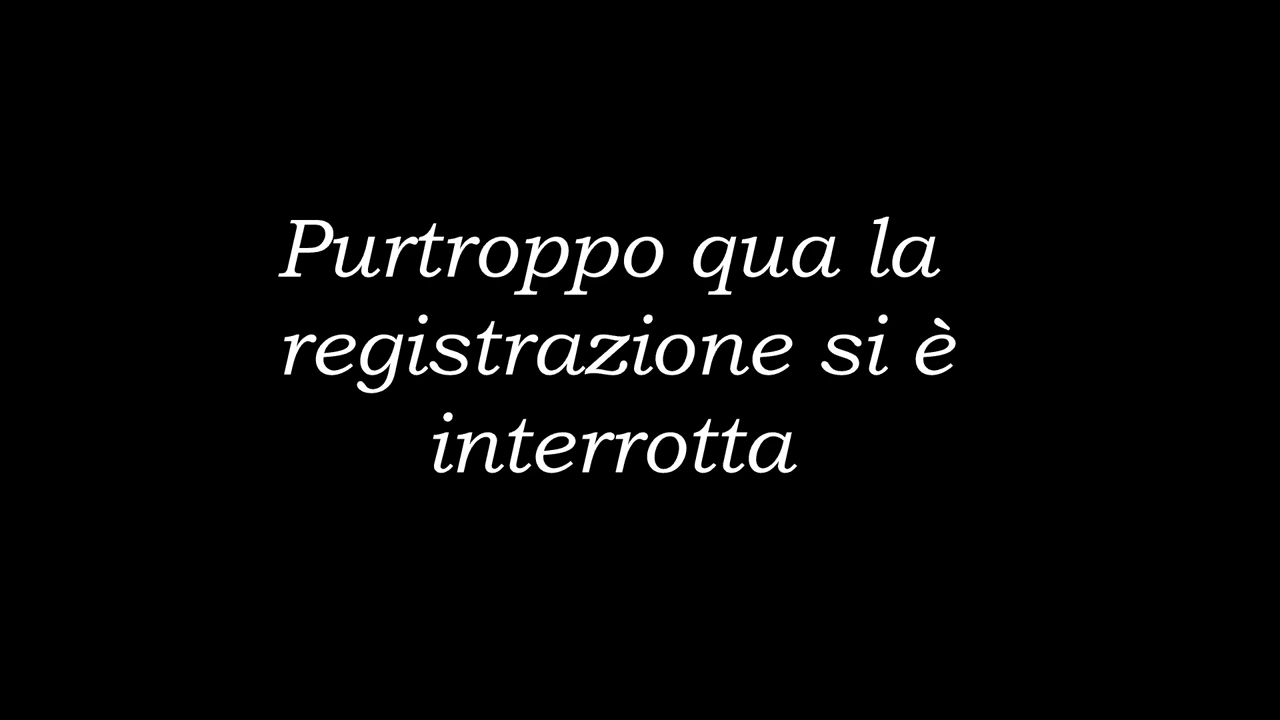 Purtroppo qua la
registrazione si è
interrotta